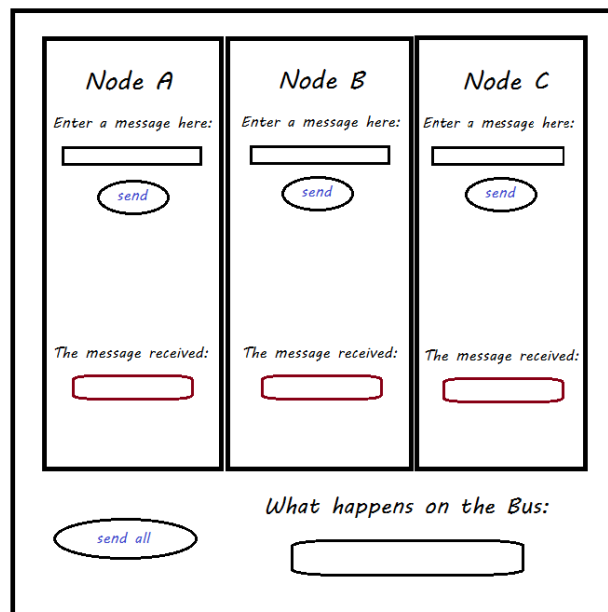 Node A
Enter a message here:
send
The message received:
Node B
Enter a message here:
send
The message received:
Node C
Enter a message here:
send
The message received:
send all
What happens on the Bus: